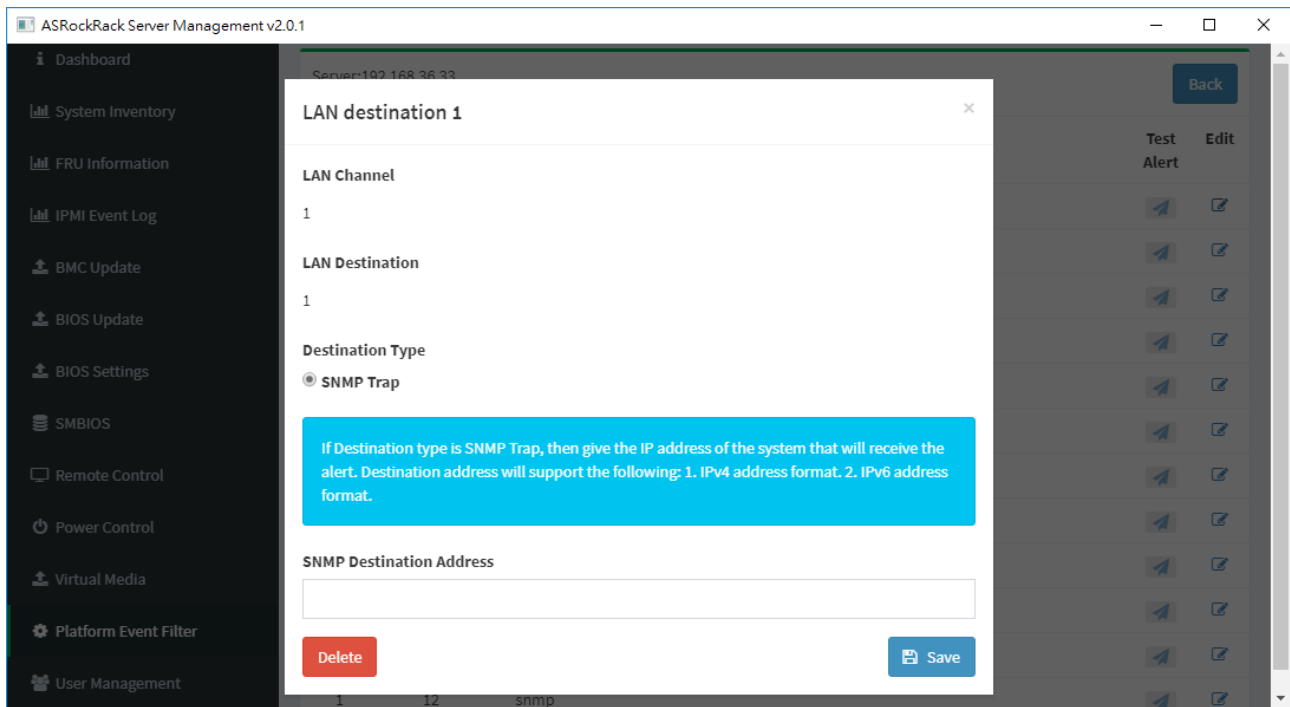 ASRockRack Server Management v2.0.1
Dashboard
System Inventory
FRU Information
IPMI Event Log
BMC Update
BIOS Update
BIOS Settings
SMBIOS
Remote Control
Power Control
Virtual Media
Platform Event Filter
User Management
Server:192.168.36.33
Back
Test
Alert
Edit
LAN destination 1
×
LAN Channel
1
LAN Destination
1
Destination Type
SNMP Trap
If Destination type is SNMP Trap, then give the IP address of the system that will receive the
alert. Destination address will support the following: 1. IPv4 address format. 2. IPv6 address
format.
SNMP Destination Address
Delete
Save
1 12 snmp